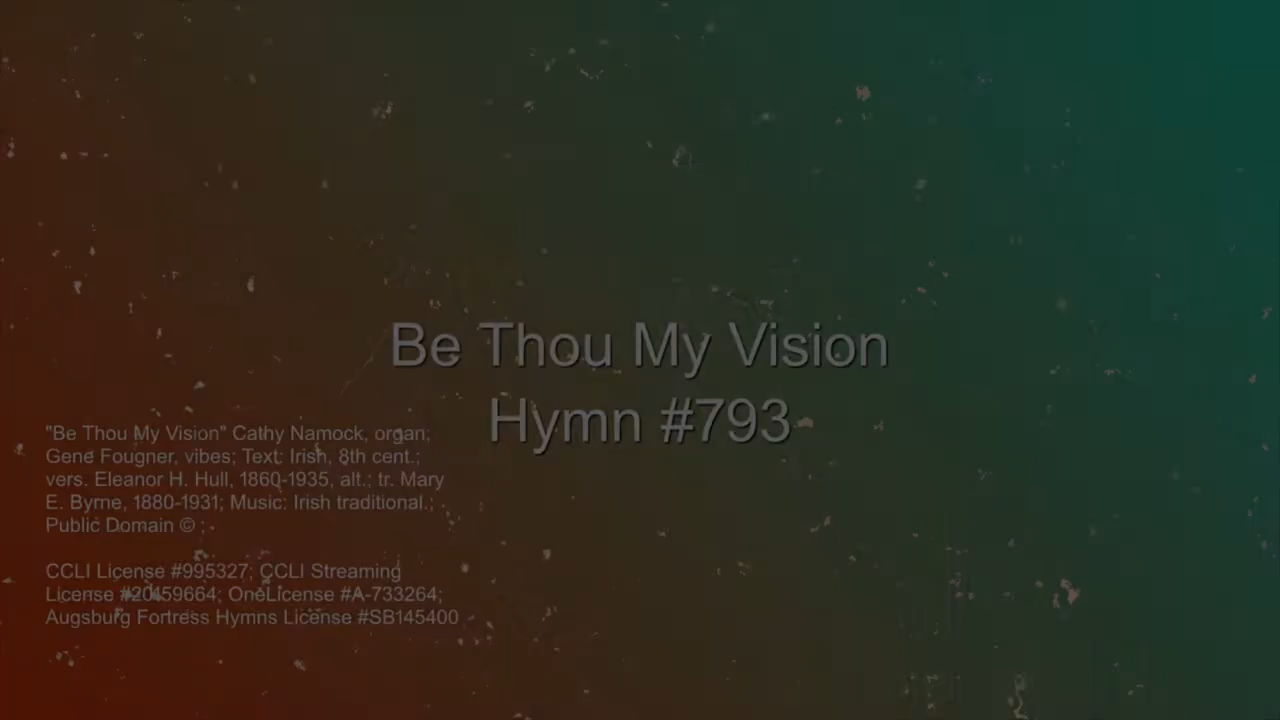 Be Thou My Vision
Hymn #793
"Be Thou My Vision" Cathy Namock, organ;
Gene Fougner, vibes; Text: Irish, 8th cent.;
vers. Eleanor H. Hull, 1860-1935, alt.; tr. Mary
E. Byrne, 1880-1931; Music: Irish traditional.;
Public Domain © ;
CCLI License #995327; CCLI Streaming
License #20459664; OneLicense #A-733264;
Augsburg Fortress Hymns License #SB145400